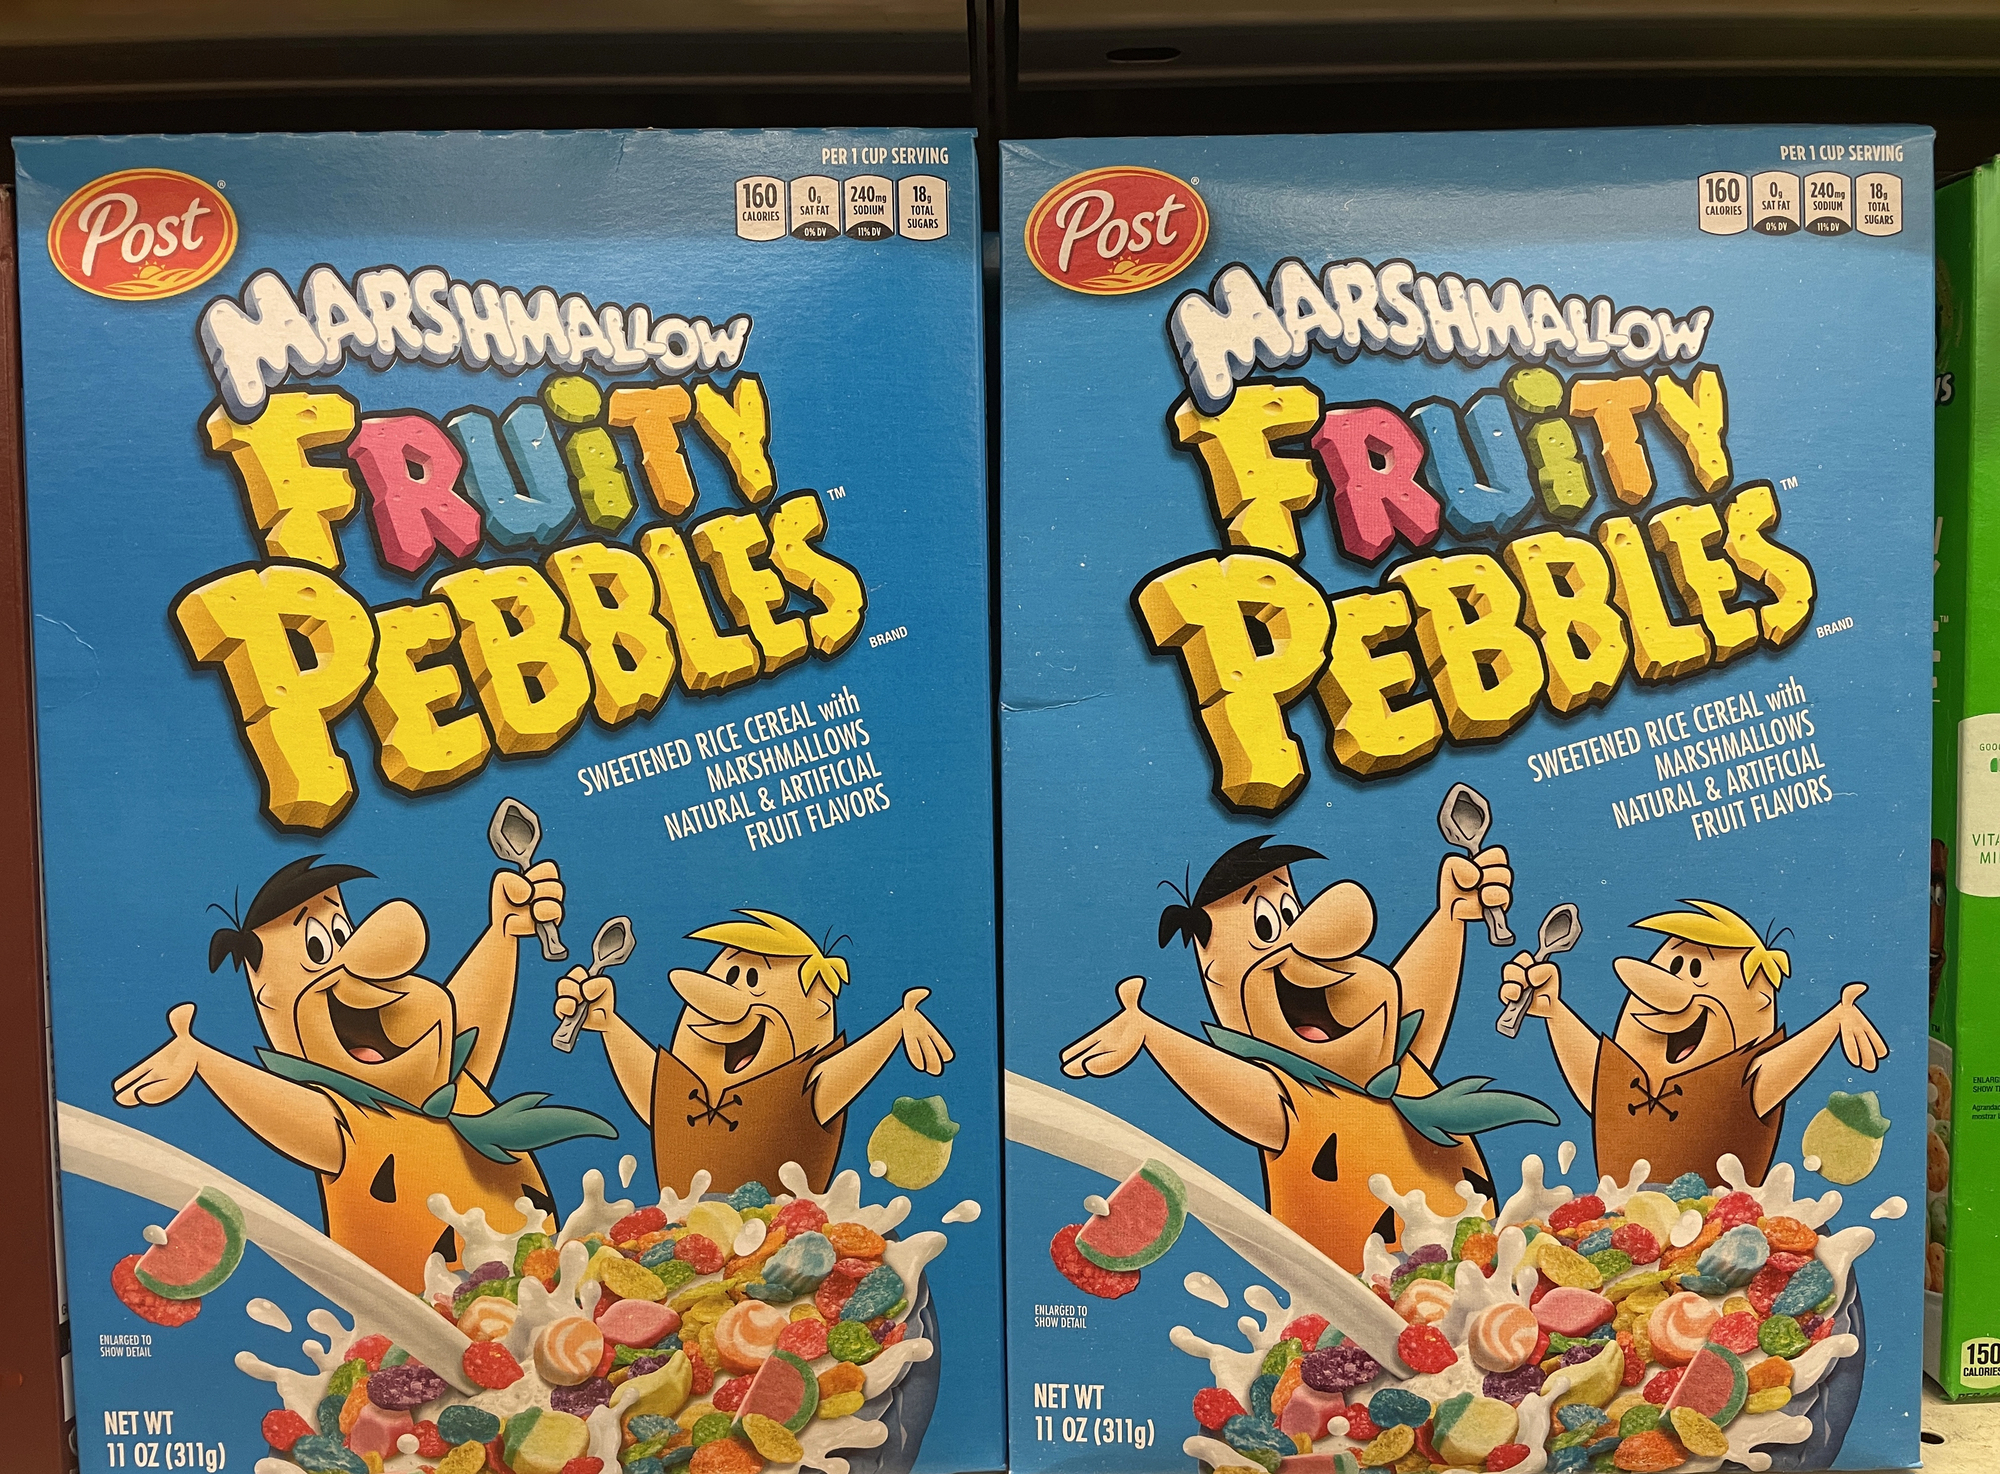 Post®
PER 1 CUP SERVING
160 CALORIES
0g SAT FAT 0% DV
240mg SODIUM 11% DV
18g TOTAL SUGARS
MARSHMALLOW
FRUiTY
PEBBLES™
BRAND
SWEETENED RICE CEREAL with
MARSHMALLOWS
NATURAL & ARTIFICIAL
FRUIT FLAVORS
ENLARGED TO
SHOW DETAIL
NET WT
11 OZ (311g)
Post®
PER 1 CUP SERVING
160 CALORIES
0g SAT FAT 0% DV
240mg SODIUM 11% DV
18g TOTAL SUGARS
MARSHMALLOW
FRUiTY
PEBBLES™
BRAND
SWEETENED RICE CEREAL with
MARSHMALLOWS
NATURAL & ARTIFICIAL
FRUIT FLAVORS
ENLARGED TO
SHOW DETAIL
NET WT
11 OZ (311g)
150
CALORIES